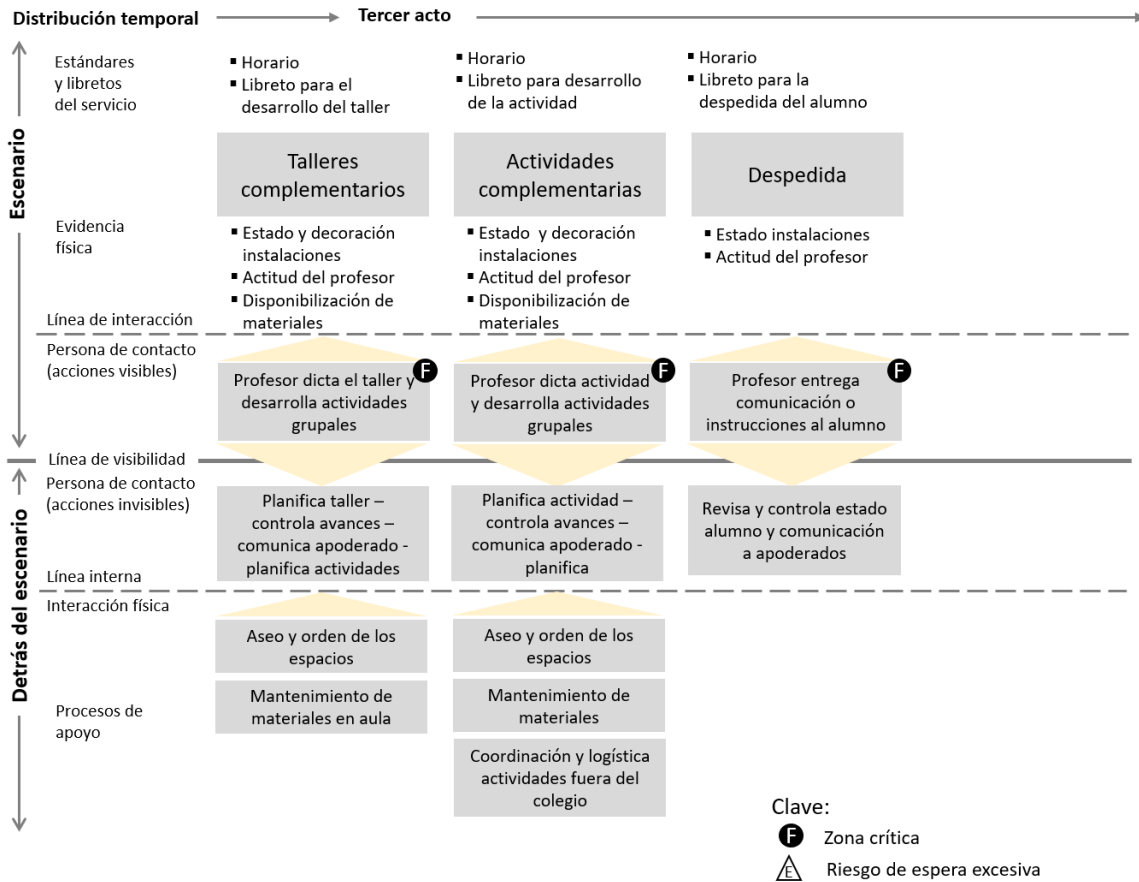 Distribución temporal
Tercer acto
Escenario
Estándares
y libretos
del servicio
▪ Horario
▪ Libreto para el
desarrollo del taller
▪ Horario
▪ Libreto para desarrollo
de la actividad
▪ Horario
▪ Libreto para la
despedida del alumno
Talleres
complementarios
Actividades
complementarias
Despedida
Evidencia
física
▪ Estado y decoración
instalaciones
▪ Actitud del profesor
▪ Disponibilización de
materiales
▪ Estado y decoración
instalaciones
▪ Actitud del profesor
▪ Disponibilización de
materiales
▪ Estado instalaciones
▪ Actitud del profesor
Línea de interacción
Persona de contacto
(acciones visibles)
F
Profesor dicta el taller y
desarrolla actividades
grupales
F
Profesor dicta actividad
y desarrolla actividades
grupales
F
Profesor entrega
comunicación o
instrucciones al alumno
Línea de visibilidad
Detrás del escenario
Persona de contacto
(acciones invisibles)
Planifica taller –
controla avances –
comunica apoderado -
planifica actividades
Planifica actividad –
controla avances –
comunica apoderado -
planifica
Revisa y controla estado
alumno y comunicación
a apoderados
Línea interna
Interacción física
Procesos de
apoyo
Aseo y orden de los
espacios
Mantenimiento de
materiales en aula
Aseo y orden de los
espacios
Mantenimiento de
materiales
Coordinación y logística
actividades fuera del
colegio
Clave:
F Zona crítica
E Riesgo de espera excesiva